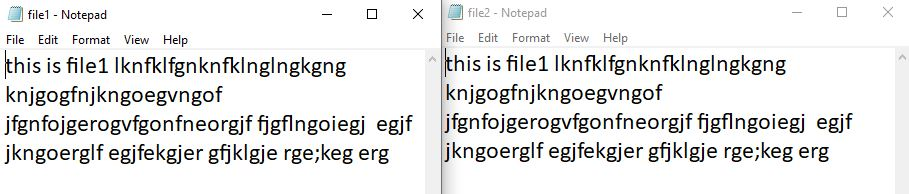 file1 - Notepad
File Edit Format View Help
this is file1 lknfklfgnknfklnglngkgng
knjgogfnjkngoegvngof
jfgnfojgerogvfgonfneorgjf fjgflngoiegj  egjf
jkngoerglf egjfekgjer gfjklgje rge;keg erg
file2 - Notepad
File Edit Format View Help
this is file1 lknfklfgnknfklnglngkgng
knjgogfnjkngoegvngof
jfgnfojgerogvfgonfneorgjf fjgflngoiegj  egjf
jkngoerglf egjfekgjer gfjklgje rge;keg erg